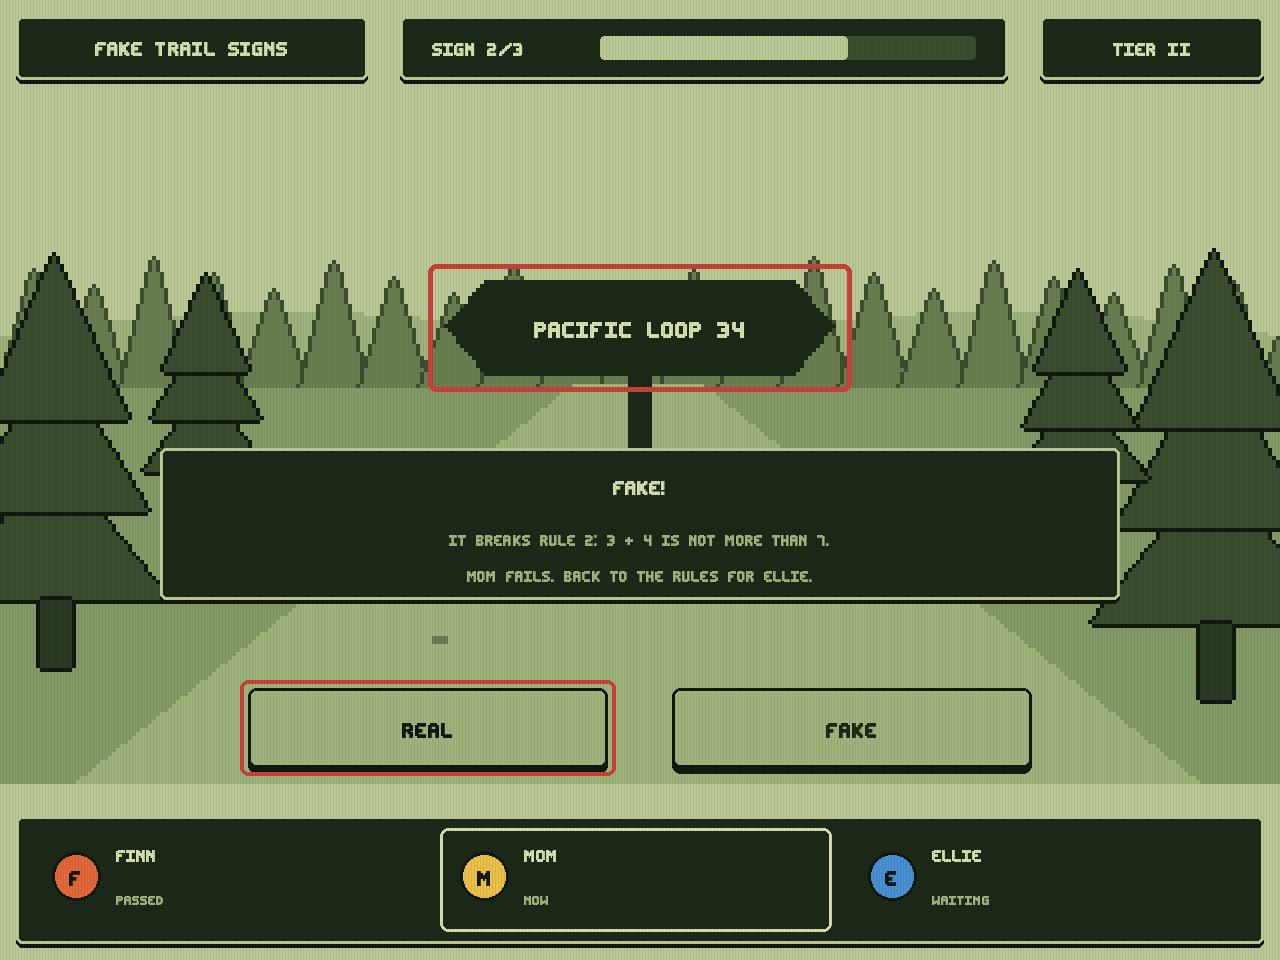 FAKE TRAIL SIGNS
SIGN 2/3
TIER II
PACIFIC LOOP 34
FAKE!
IT BREAKS RULE 2: 3 + 4 IS NOT MORE THAN 7.
MOM FAILS. BACK TO THE RULES FOR ELLIE.
REAL
FAKE
F
FINN
PASSED
M
MOM
NOW
E
ELLIE
WAITING